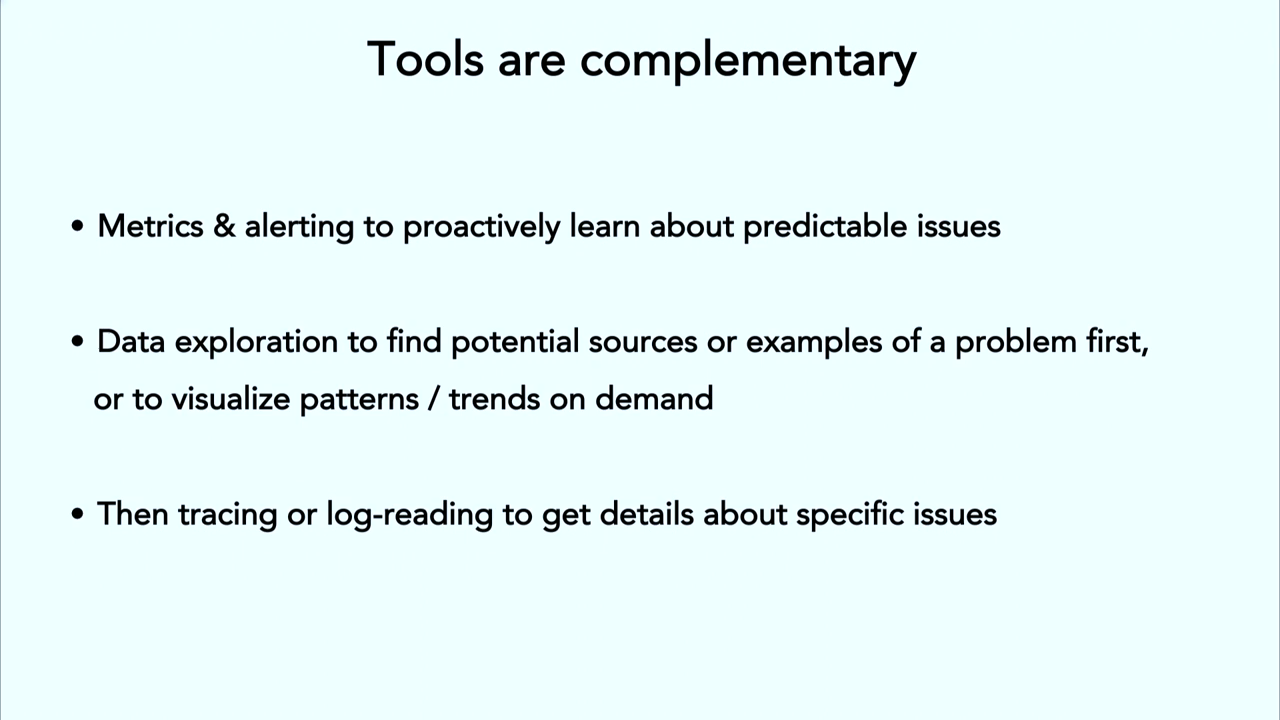 Tools are complementary
• Metrics & alerting to proactively learn about predictable issues
• Data exploration to find potential sources or examples of a problem first,
or to visualize patterns / trends on demand
• Then tracing or log-reading to get details about specific issues